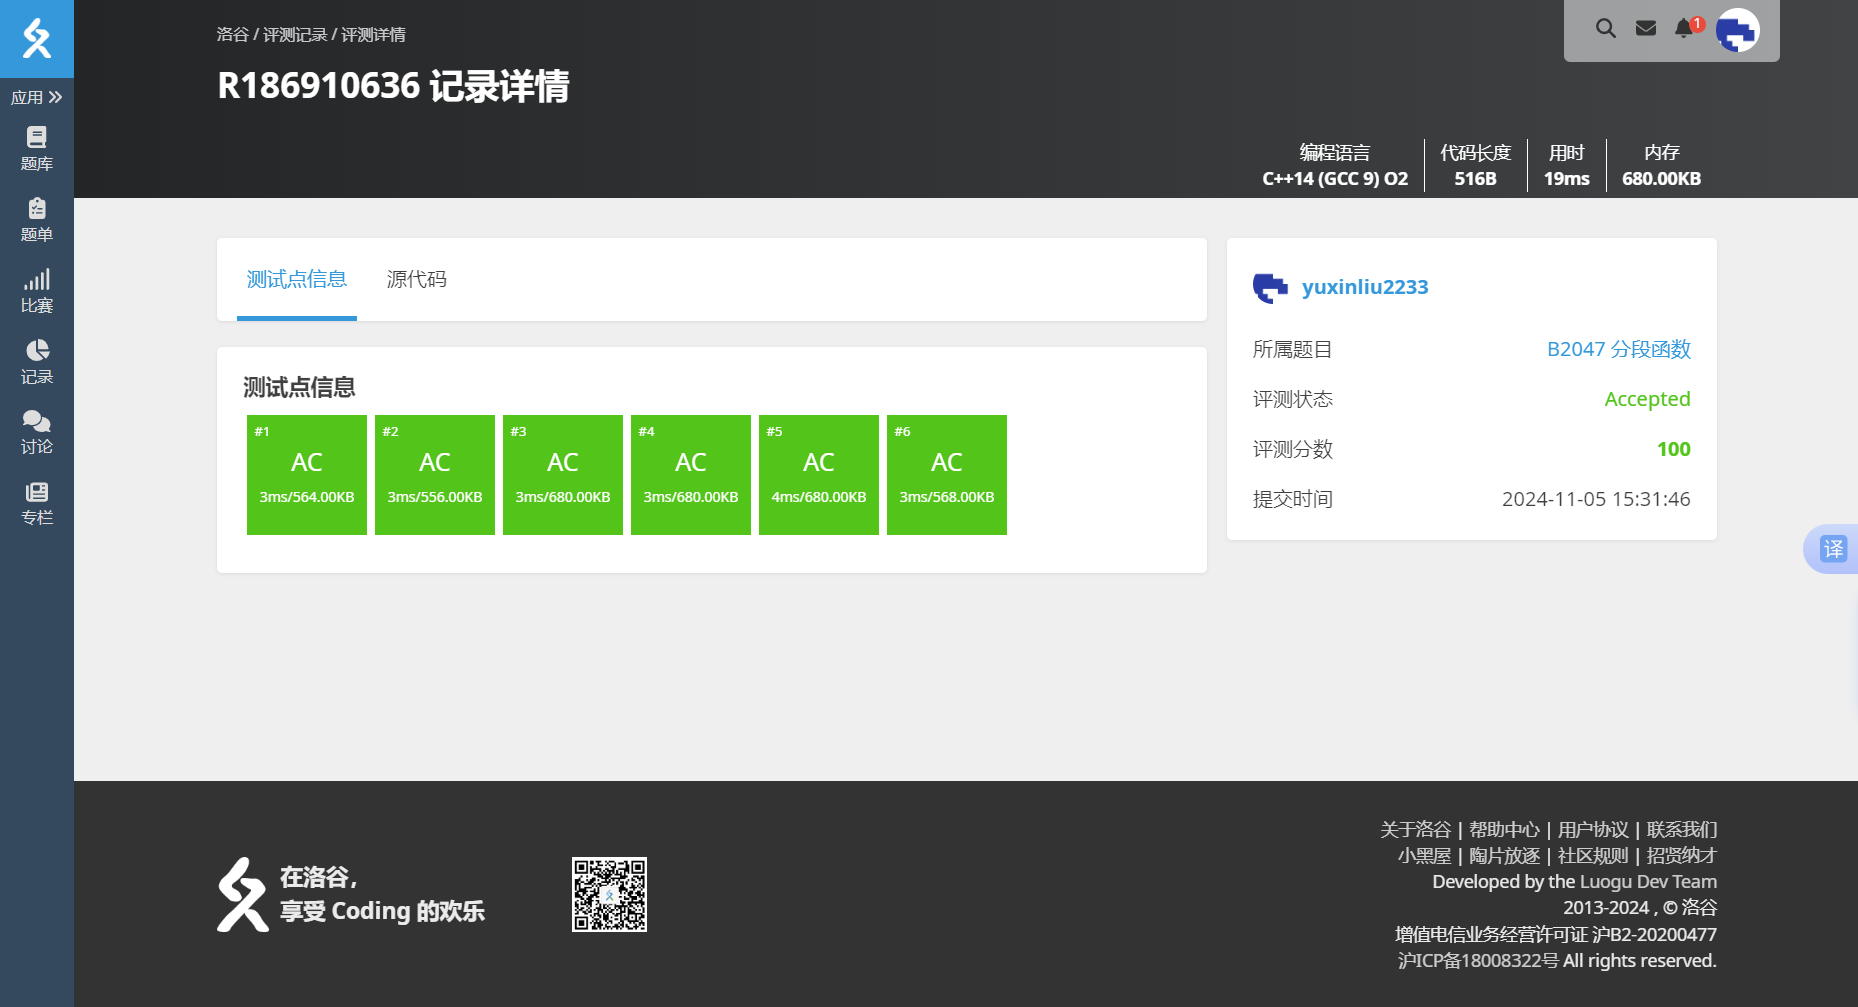 应用
题库
题单
比赛
记录
讨论
专栏
洛谷 / 评测记录 / 评测详情
R186910636 记录详情
1
编程语言
C++14 (GCC 9) O2
代码长度
516B
用时
19ms
内存
680.00KB
测试点信息 源代码
测试点信息
#1
AC
3ms/564.00KB
#2
AC
3ms/556.00KB
#3
AC
3ms/680.00KB
#4
AC
3ms/680.00KB
#5
AC
4ms/680.00KB
#6
AC
3ms/568.00KB
yuxinliu2233
所属题目 B2047 分段函数
评测状态 Accepted
评测分数 100
提交时间 2024-11-05 15:31:46
译
在洛谷,
享受 Coding 的欢乐
关于洛谷 | 帮助中心 | 用户协议 | 联系我们
小黑屋 | 陶片放逐 | 社区规则 | 招贤纳才
Developed by the Luogu Dev Team
2013-2024 , © 洛谷
增值电信业务经营许可证 沪B2-20200477
沪ICP备18008322号 All rights reserved.